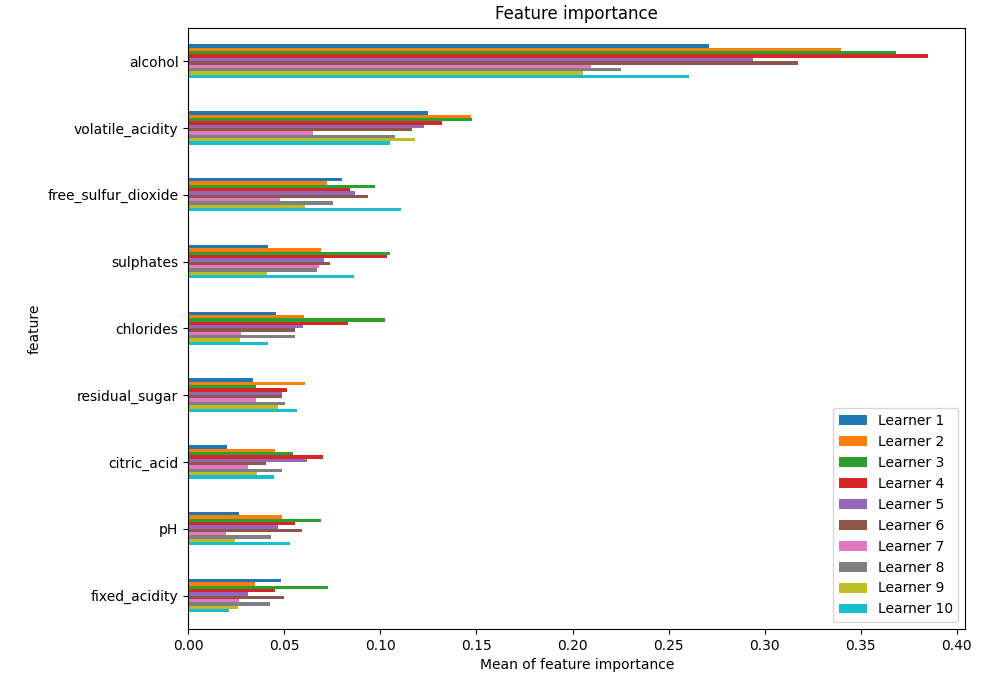 Feature importance
alcohol
volatile_acidity
free_sulfur_dioxide
sulphates
chlorides
residual_sugar
citric_acid
pH
fixed_acidity
feature
Learner 1
Learner 2
Learner 3
Learner 4
Learner 5
Learner 6
Learner 7
Learner 8
Learner 9
Learner 10
0.00 0.05 0.10 0.15 0.20 0.25 0.30 0.35 0.40
Mean of feature importance